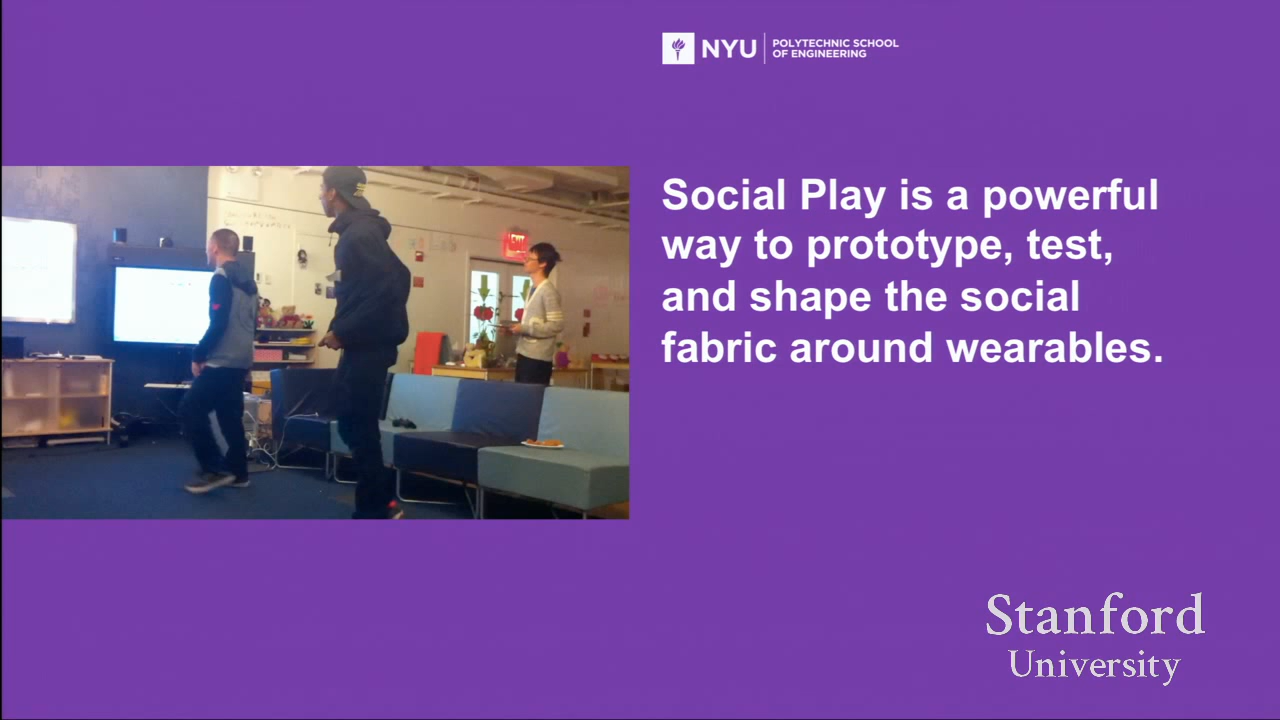 NYU
POLYTECHNIC SCHOOL
OF ENGINEERING
Social Play is a powerful
way to prototype, test,
and shape the social
fabric around wearables.
EXIT
Stanford
University